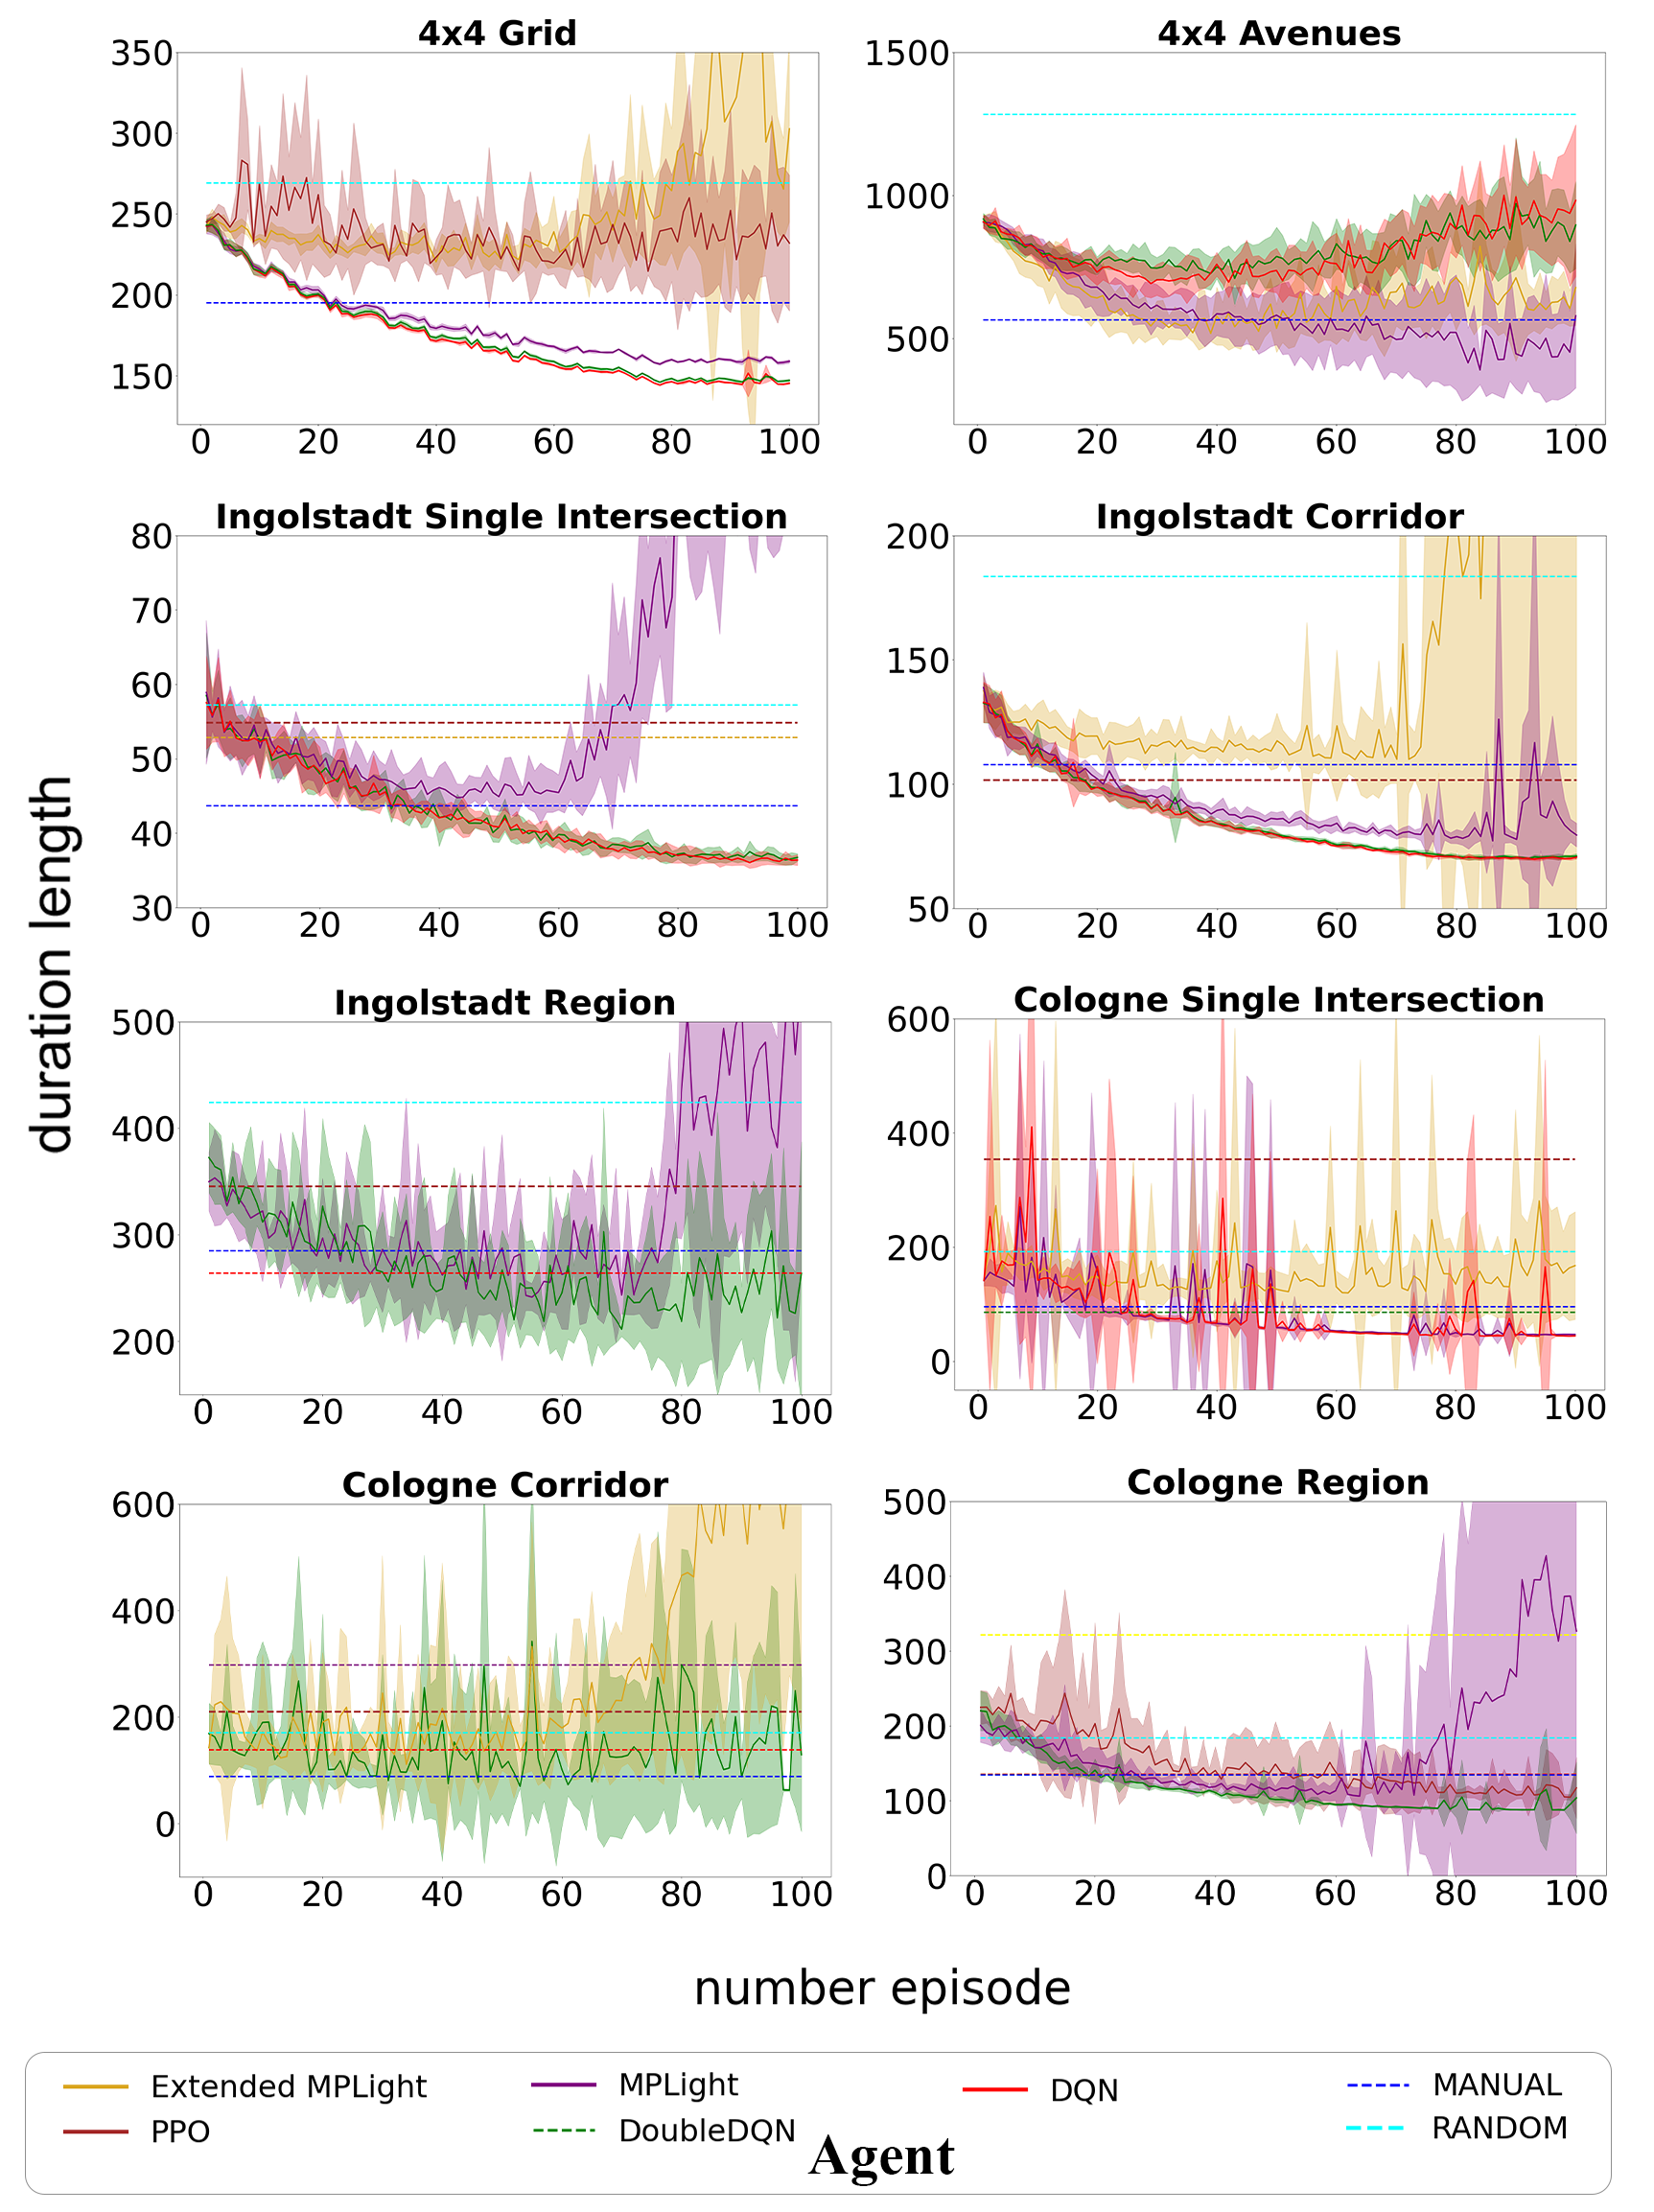 4x4 Grid
350
300
250
200
150
0 20 40 60 80 100
4x4 Avenues
1500
1000
500
0 20 40 60 80 100
Ingolstadt Single Intersection
80
70
60
50
40
30
0 20 40 60 80 100
Ingolstadt Corridor
200
150
100
50
0 20 40 60 80 100
Ingolstadt Region
500
400
300
200
0 20 40 60 80 100
Cologne Single Intersection
600
400
200
0
0 20 40 60 80 100
Cologne Corridor
600
400
200
0
0 20 40 60 80 100
Cologne Region
500
400
300
200
100
0
0 20 40 60 80 100
duration length
number episode
Extended MPLight MPLight DQN MANUAL
PPO DoubleDQN RANDOM
Agent